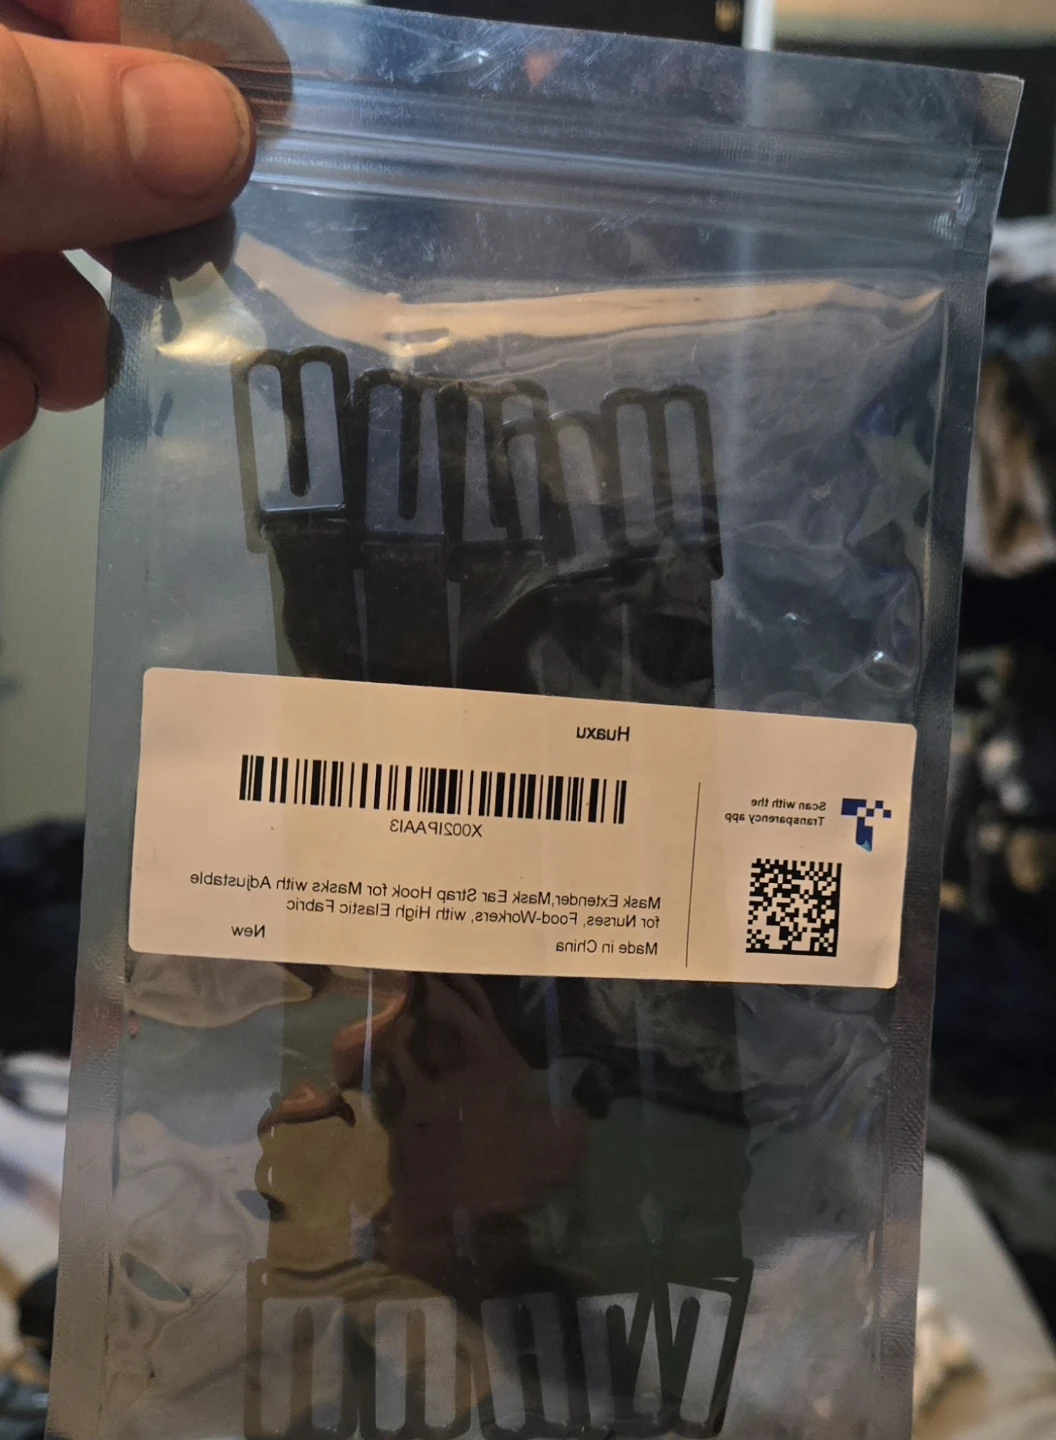 Huaxu
X002IPAAI3
Mask Extender,Mask Ear Strap Hook for Masks with Adjustable
for Nurses, Food-Workers, with High Elastic Fabric
Made in China
New
Scan with the
Transparency app